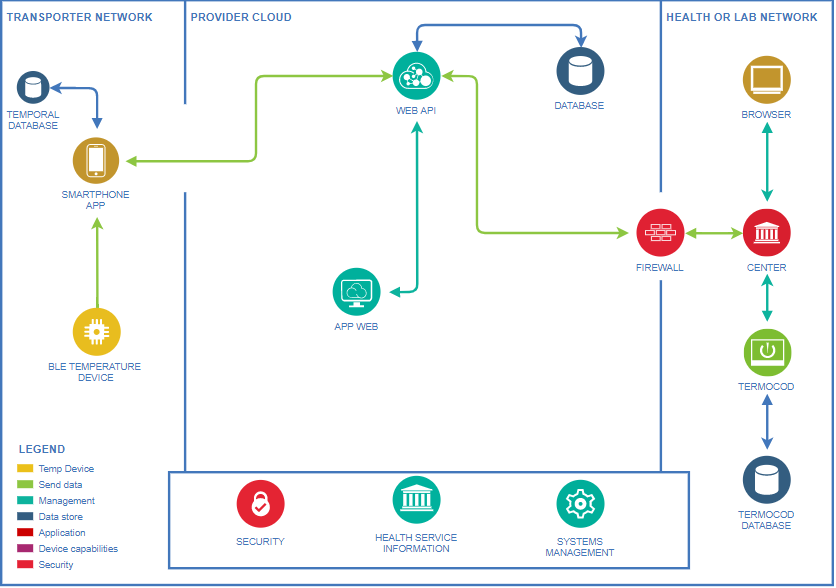 TRANSPORTER NETWORK
PROVIDER CLOUD
HEALTH OR LAB NETWORK
TEMPORAL
DATABASE
WEB API
DATABASE
BROWSER
SMARTPHONE
APP
FIREWALL
CENTER
APP WEB
BLE TEMPERATURE
DEVICE
TERMOCOD
LEGEND
Temp Device
Send data
Management
Data store
Application
Device capabilities
Security
SECURITY
HEALTH SERVICE
INFORMATION
SYSTEMS
MANAGEMENT
TERMOCOD
DATABASE